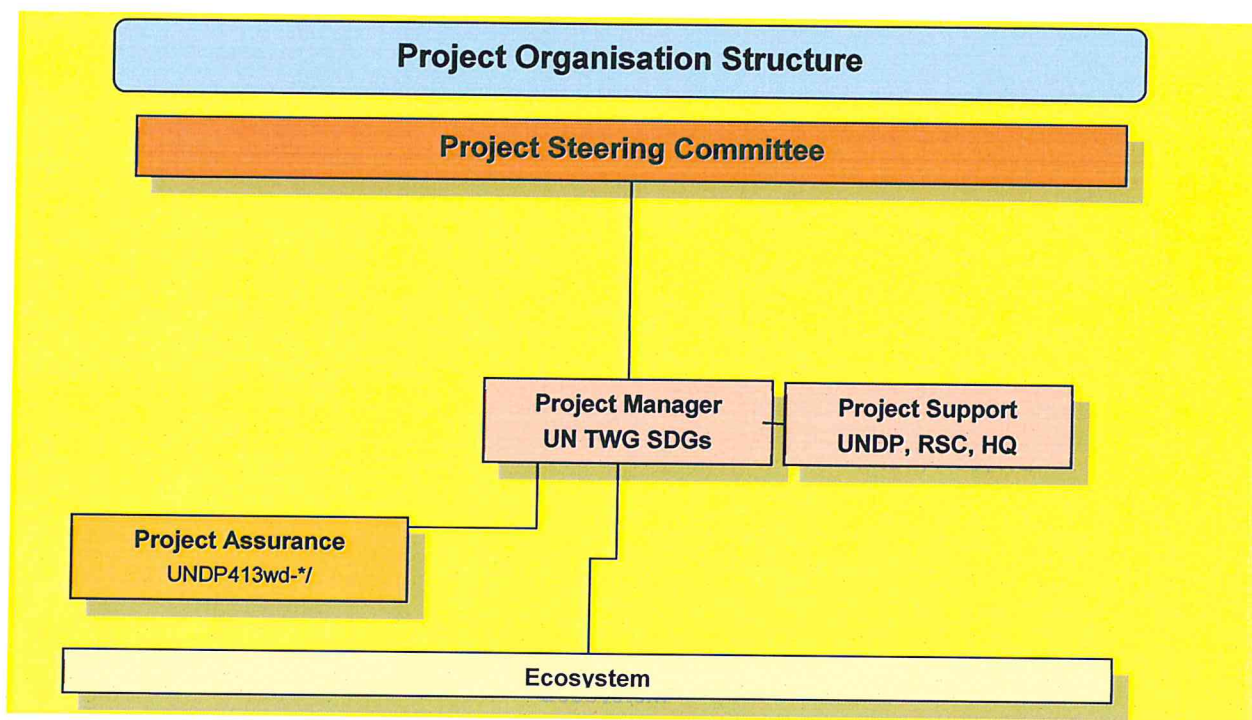 Project Organisation Structure
Project Steering Committee
Project Manager
UN TWG SDGs
Project Support
UNDP, RSC, HQ
Project Assurance
UNDP413wd-*/
Ecosystem